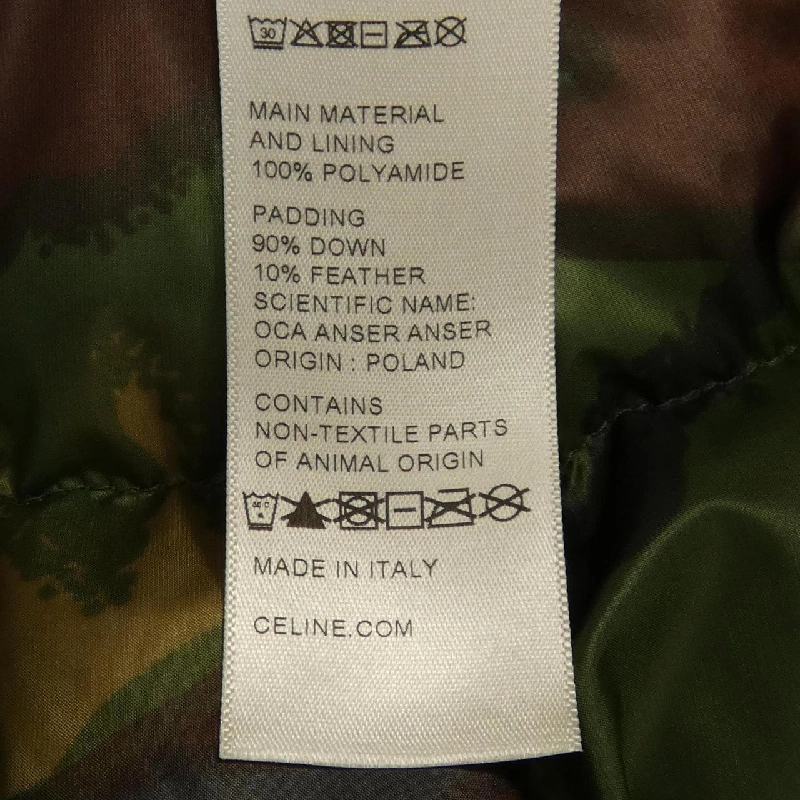 30
MAIN MATERIAL
AND LINING
100% POLYAMIDE
PADDING
90% DOWN
10% FEATHER
SCIENTIFIC NAME:
OCA ANSER ANSER
ORIGIN : POLAND
CONTAINS
NON-TEXTILE PARTS
OF ANIMAL ORIGIN
MADE IN ITALY
CELINE.COM